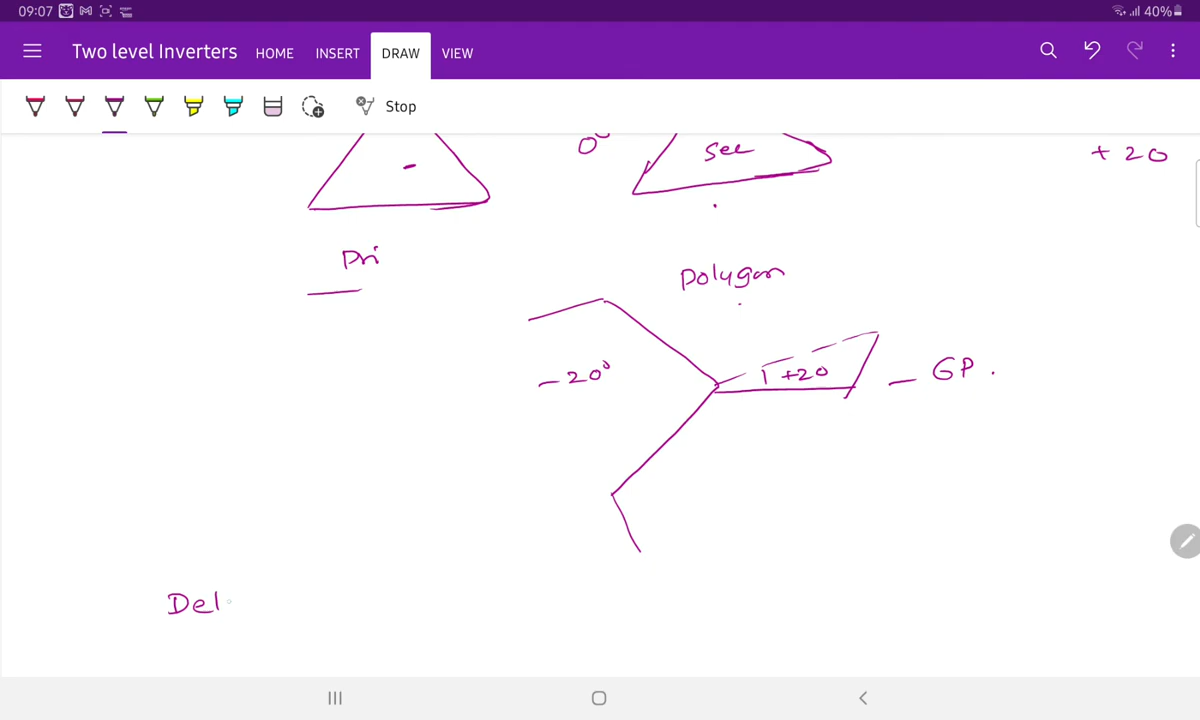 09:07
40%
Two level Inverters HOME INSERT DRAW VIEW
Stop
0° Sec + 20
Pri
Polygon
-20° +20 - GP.
Del